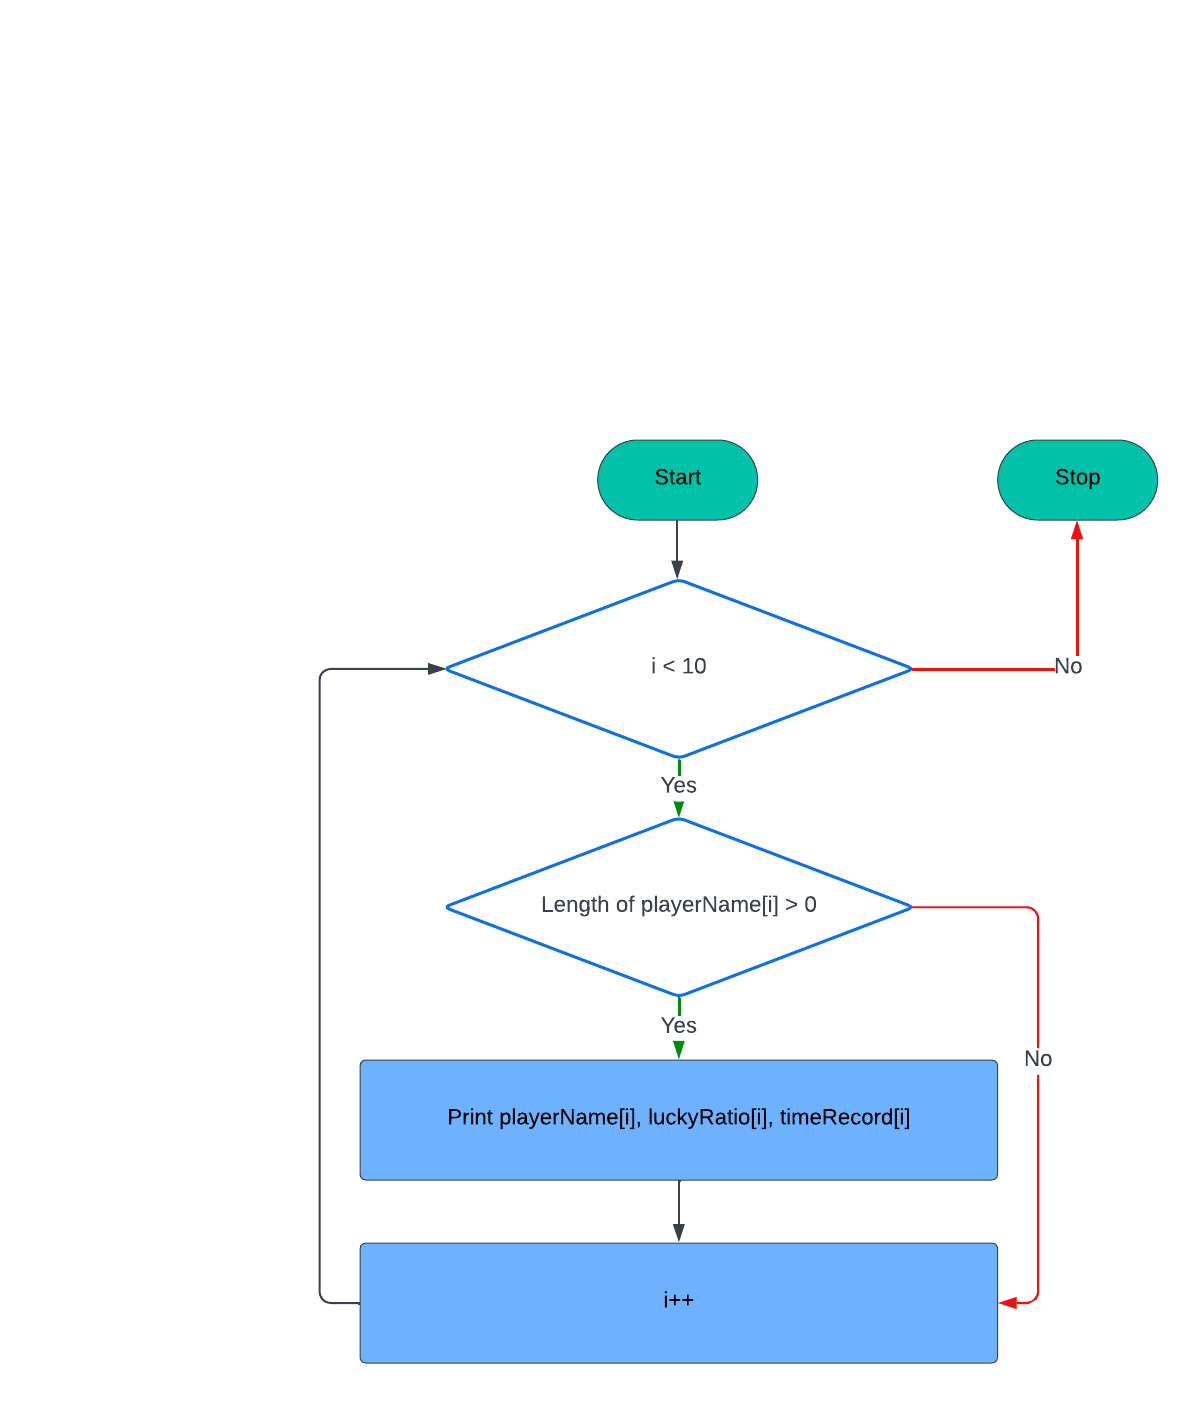 Start
Stop
i < 10
No
Yes
Length of playerName[i] > 0
Yes
No
Print playerName[i], luckyRatio[i], timeRecord[i]
i++